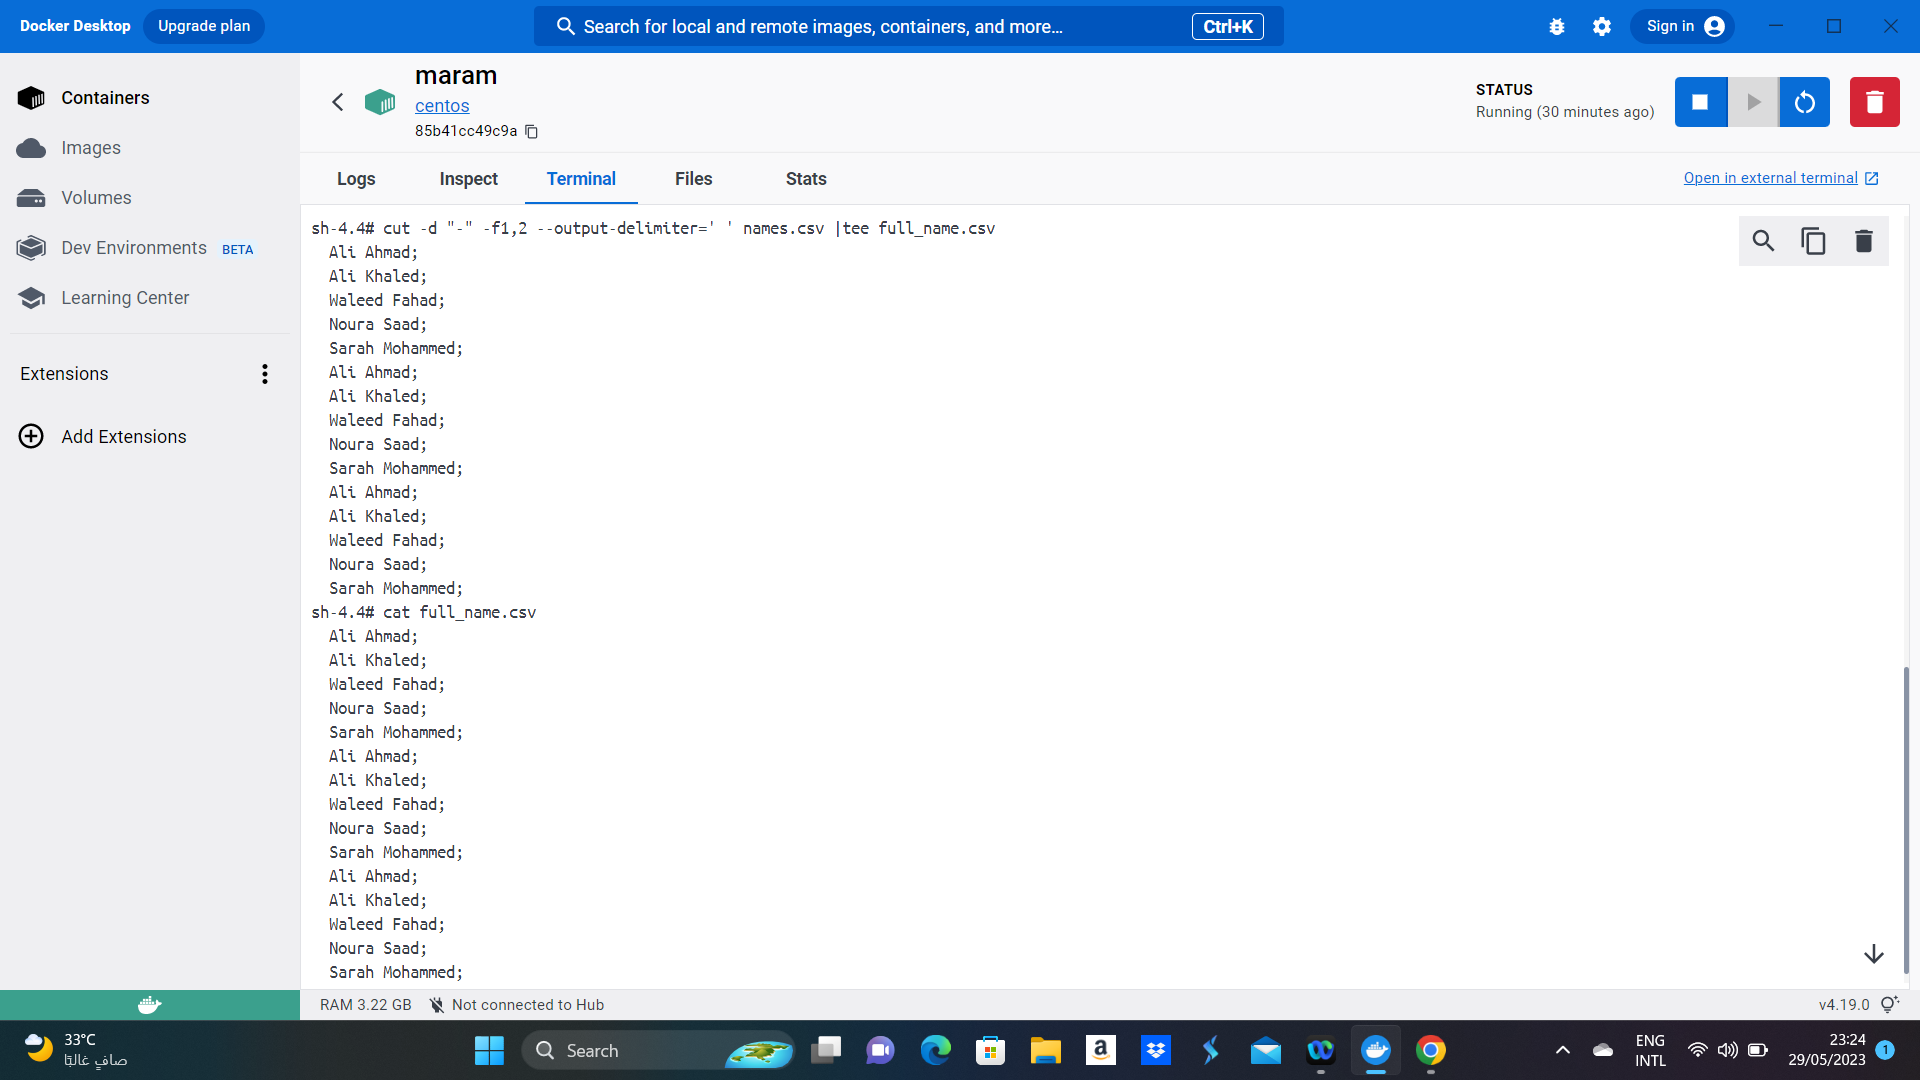 Docker Desktop
Upgrade plan
Search for local and remote images, containers, and more...
Ctrl+K
Sign in
Containers
Images
Volumes
Dev Environments BETA
Learning Center
Extensions
Add Extensions
maram
centos
85b41cc49c9a
STATUS
Running (30 minutes ago)
Logs
Inspect
Terminal
Files
Stats
Open in external terminal
sh-4.4# cut -d "-" -f1,2 --output-delimiter=' ' names.csv |tee full_name.csv
Ali Ahmad;
Ali Khaled;
Waleed Fahad;
Noura Saad;
Sarah Mohammed;
Ali Ahmad;
Ali Khaled;
Waleed Fahad;
Noura Saad;
Sarah Mohammed;
Ali Ahmad;
Ali Khaled;
Waleed Fahad;
Noura Saad;
Sarah Mohammed;
sh-4.4# cat full_name.csv
Ali Ahmad;
Ali Khaled;
Waleed Fahad;
Noura Saad;
Sarah Mohammed;
Ali Ahmad;
Ali Khaled;
Waleed Fahad;
Noura Saad;
Sarah Mohammed;
Ali Ahmad;
Ali Khaled;
Waleed Fahad;
Noura Saad;
Sarah Mohammed;
RAM 3.22 GB
Not connected to Hub
v4.19.0
33°C
صافٍ غالبًا
Search
a
ENG
INTL
23:24
29/05/2023
1